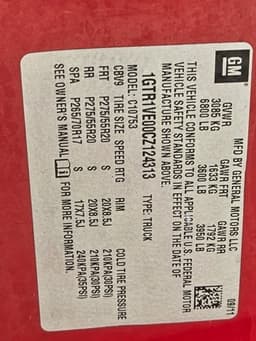 GM
MFD BY GENERAL MOTORS LLC
09/11
GVWR GAWR FRT GAWR RR
3085 KG 1633 KG 1792 KG
6800 LB 3600 LB 3950 LB
THIS VEHICLE CONFORMS TO ALL APPLICABLE U.S. FEDERAL MOTOR
VEHICLE SAFETY STANDARDS IN EFFECT ON THE DATE OF
MANUFACTURE SHOWN ABOVE.
1GTR1VE00CZ124313
TYPE: TRUCK
MODEL: C10753
CBV9 TIRE SIZE SPEED RTG RIM COLD TIRE PRESSURE
FRT P275/55R20 S 20X8.5J 210KPA(30PSI)
RR P275/55R20 S 20X8.5J 210KPA(30PSI)
SPA P265/70R17 S 17X7.5J 240KPA(35PSI)
SEE OWNER'S MANUAL FOR MORE INFORMATION.